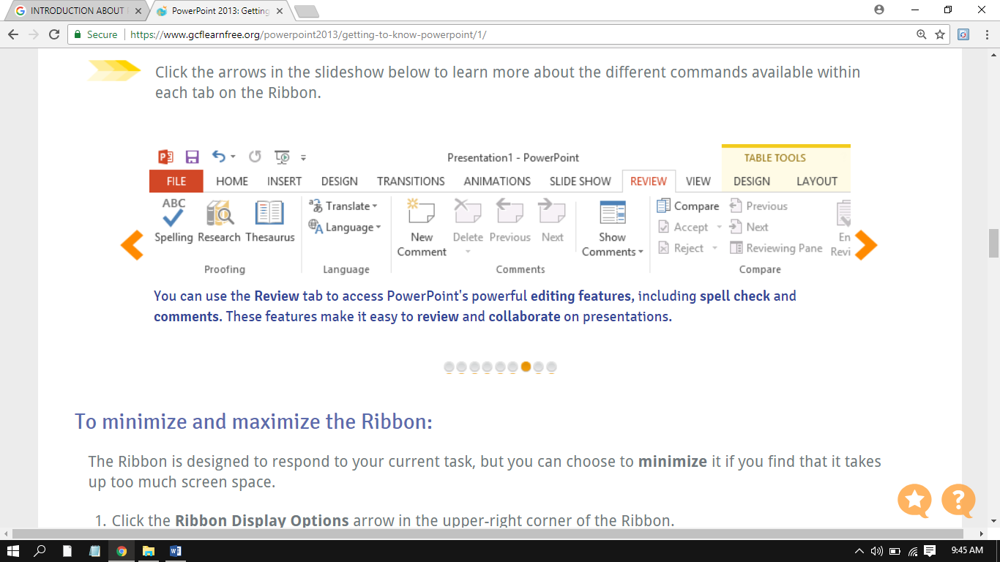 INTRODUCTION ABOUT
PowerPoint 2013: Getting
Secure
https://www.gcflearnfree.org/powerpoint2013/getting-to-know-powerpoint/1/
Click the arrows in the slideshow below to learn more about the different commands available within
each tab on the Ribbon.
Presentation1 - PowerPoint
TABLE TOOLS
FILE HOME INSERT DESIGN TRANSITIONS ANIMATIONS SLIDE SHOW REVIEW VIEW DESIGN LAYOUT
ABC
Spelling Research Thesaurus
Proofing
Translate
Language
Language
New
Comment
Delete Previous Next
Show
Comments
Comments
Compare Previous
Accept Next
Reject Reviewing Pane
En
Revi
Compare
You can use the Review tab to access PowerPoint's powerful editing features, including spell check and
comments. These features make it easy to review and collaborate on presentations.
To minimize and maximize the Ribbon:
The Ribbon is designed to respond to your current task, but you can choose to minimize it if you find that it takes
up too much screen space.
1. Click the Ribbon Display Options arrow in the upper-right corner of the Ribbon.
9:45 AM